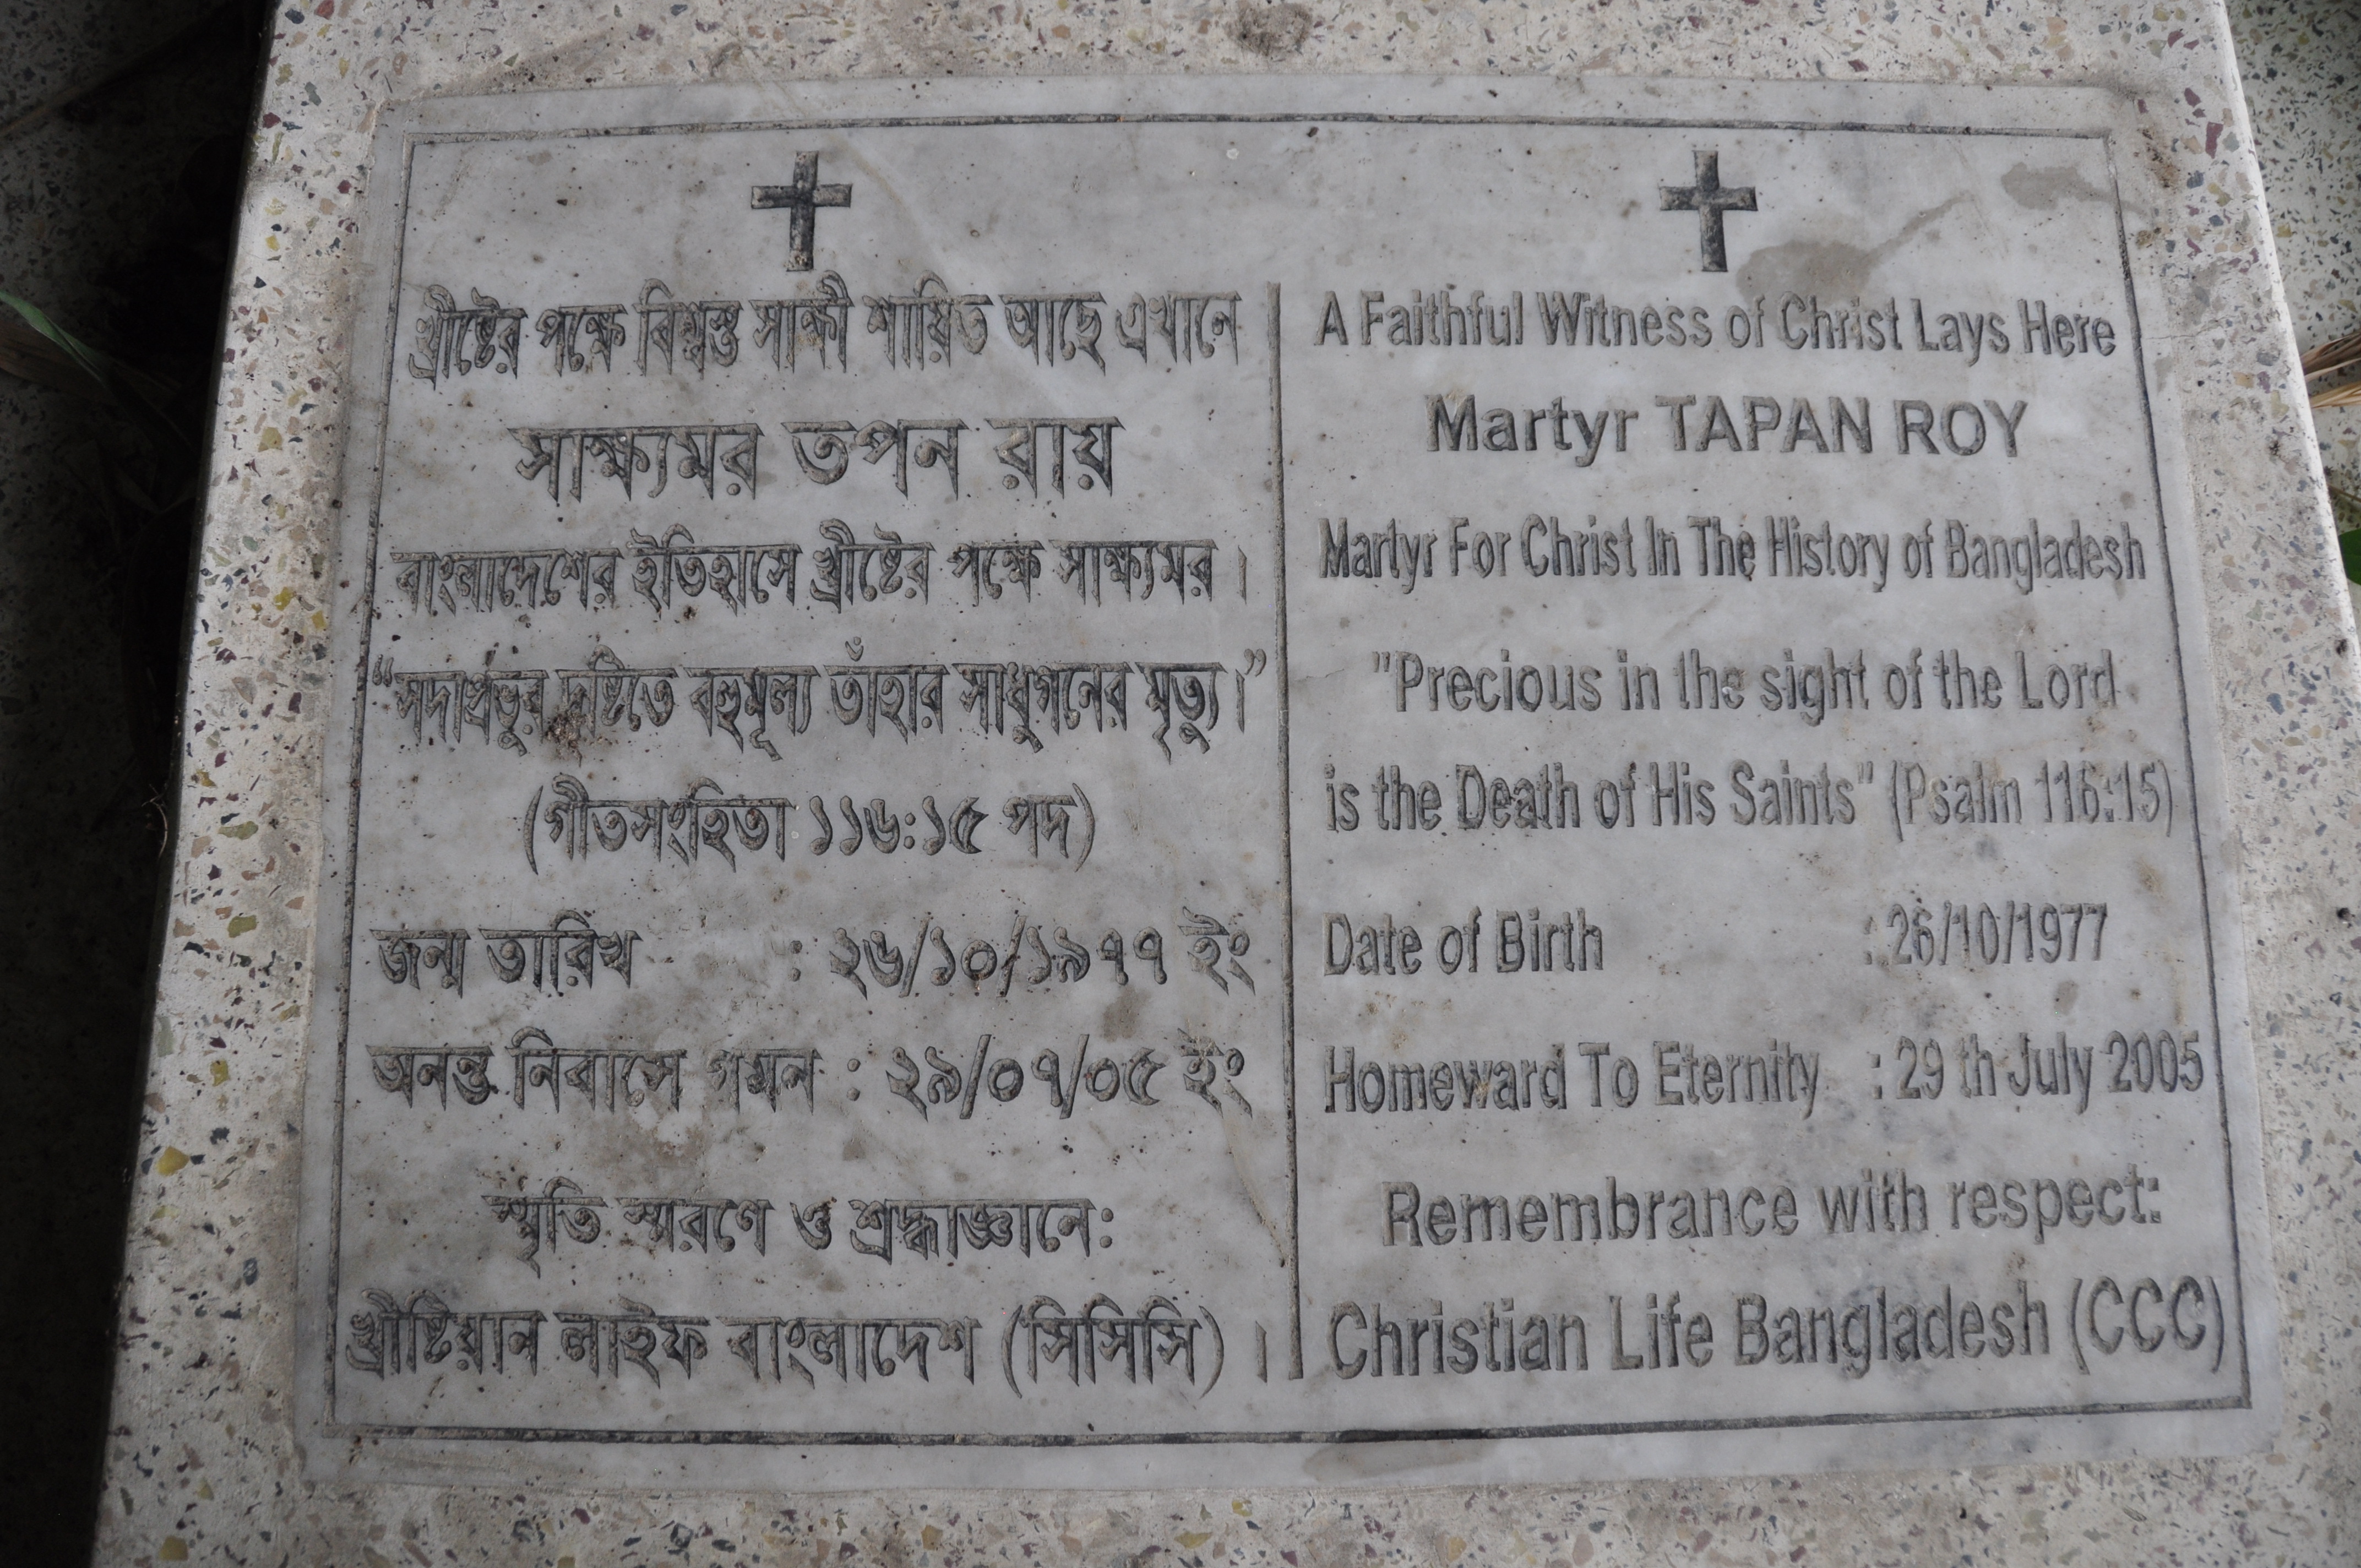 খ্রীষ্টের পক্ষে বিশ্বস্ত সাক্ষী শায়িত আছে এখানে
সাক্ষ্যমর তপন রায়
বাংলাদেশের ইতিহাসে খ্রীষ্টের পক্ষে সাক্ষ্যমর।
“সদাপ্রভুর দৃষ্টিতে বহুমূল্য তাঁহার সাধুগনের মৃত্যু।”
(গীতসংহিতা ১১৬:১৫ পদ)
জন্ম তারিখ : ২৬/১০/১৯৭৭ ইং
অনন্ত নিবাসে গমন : ২৯/০৭/০৫ ইং
স্মৃতি স্মরণে ও শ্রদ্ধাজ্ঞানে:
খ্রীষ্টিয়ান লাইফ বাংলাদেশ (সিসিসি)।
A Faithful Witness of Christ Lays Here
Martyr TAPAN ROY
Martyr For Christ In The History of Bangladesh
"Precious in the sight of the Lord
is the Death of His Saints" (Psalm 116:15)
Date of Birth : 26/10/1977
Homeward To Eternity : 29 th July 2005
Remembrance with respect:
Christian Life Bangladesh (CCC)